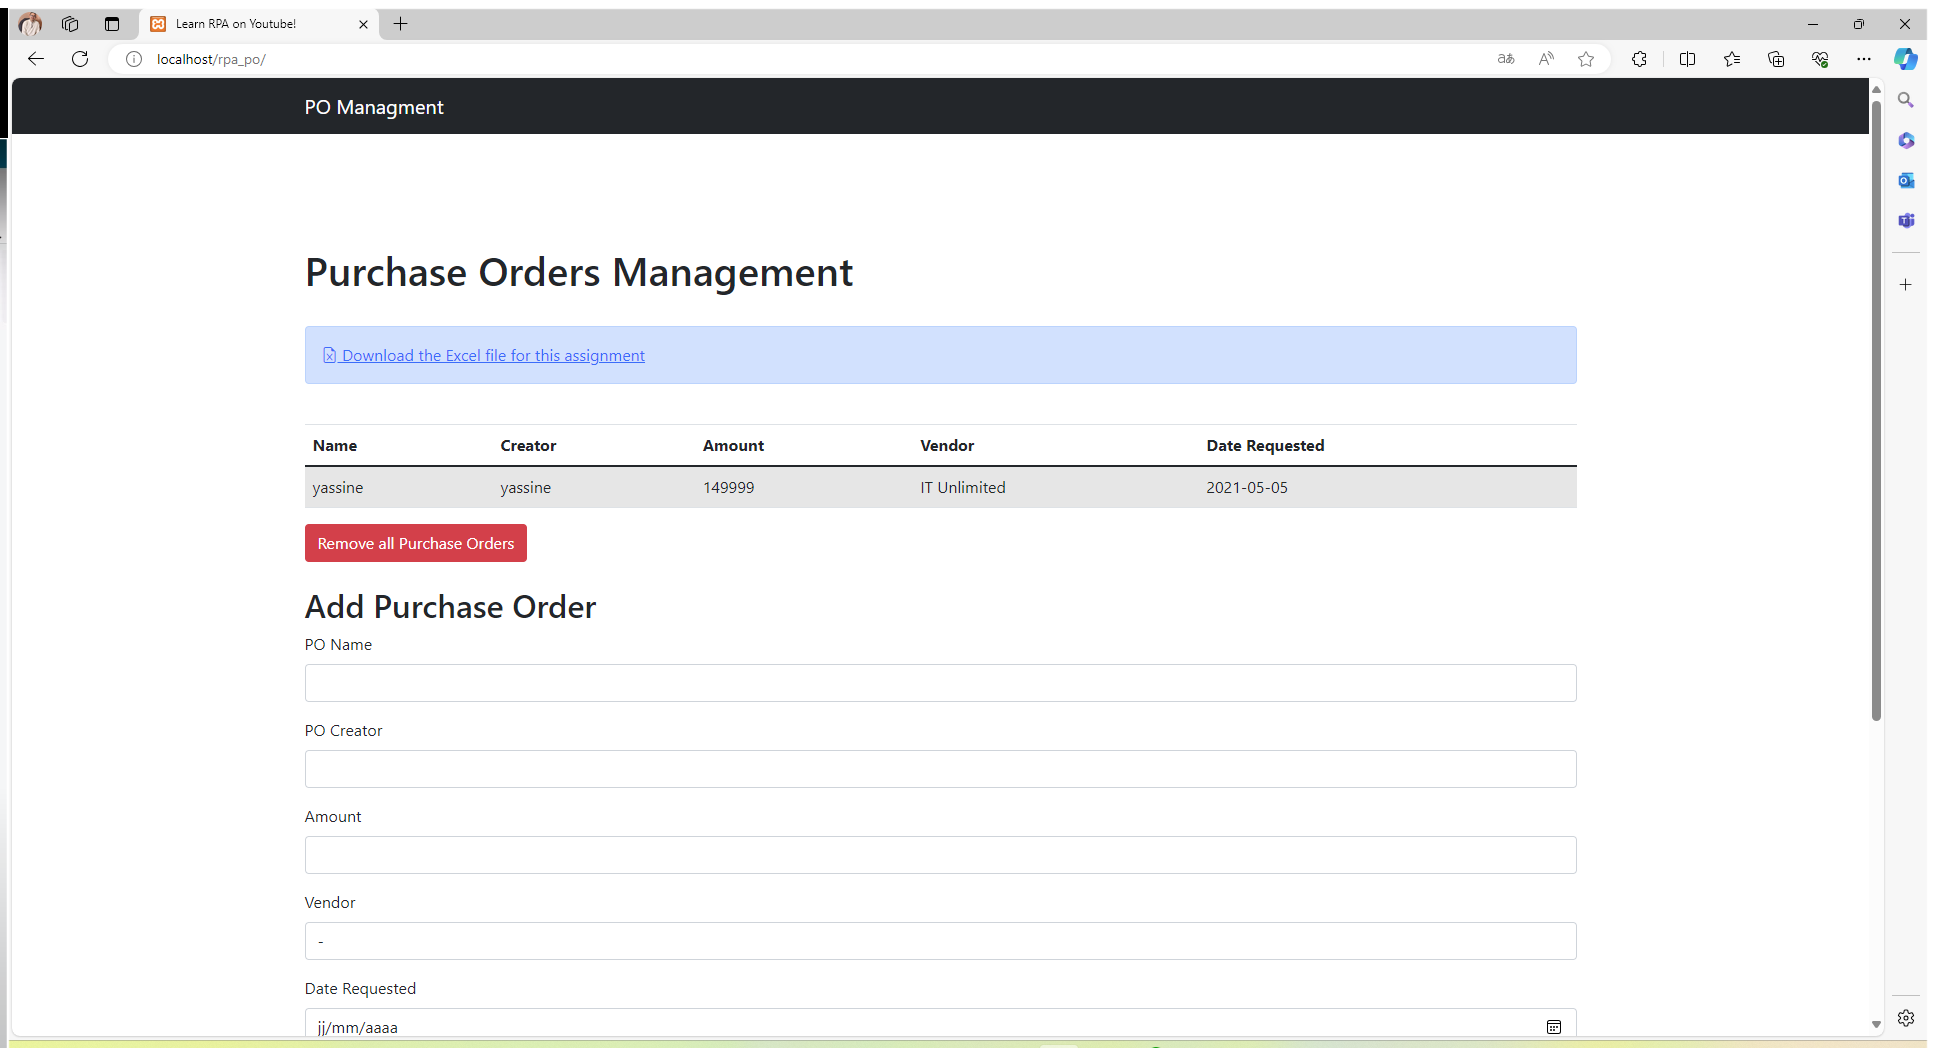 Learn RPA on Youtube!
localhost/rpa_po/
PO Managment
Purchase Orders Management
Download the Excel file for this assignment
Name Creator Amount Vendor Date Requested
yassine yassine 149999 IT Unlimited 2021-05-05
Remove all Purchase Orders
Add Purchase Order
PO Name
PO Creator
Amount
Vendor
-
Date Requested
jj/mm/aaaa